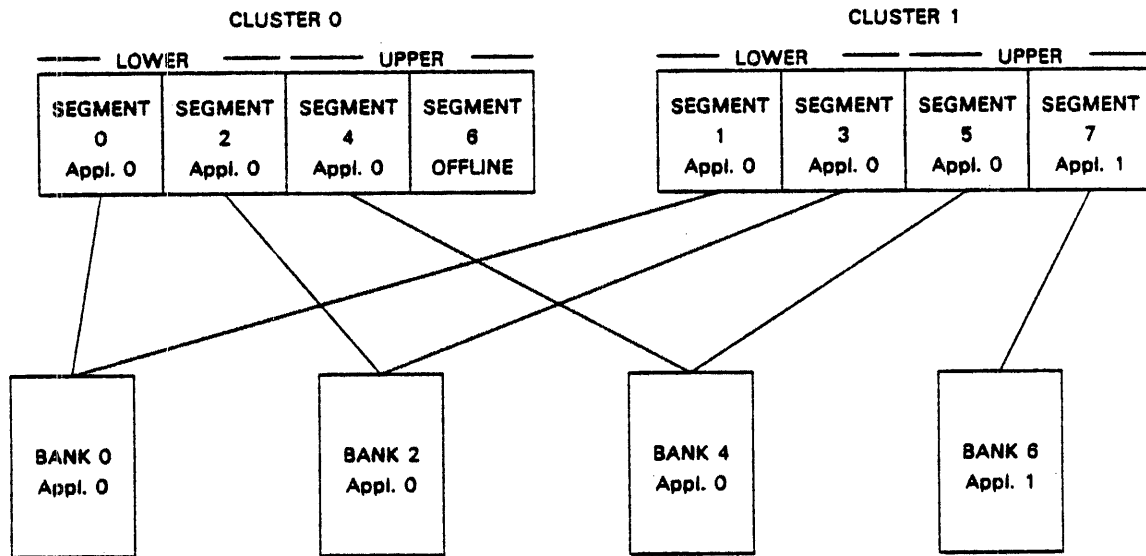 CLUSTER 0
CLUSTER 1
LOWER
UPPER
LOWER
UPPER
SEGMENT
0
Appl. 0
SEGMENT
2
Appl. 0
SEGMENT
4
Appl. 0
SEGMENT
6
OFFLINE
SEGMENT
1
Appl. 0
SEGMENT
3
Appl. 0
SEGMENT
5
Appl. 0
SEGMENT
7
Appl. 1
BANK 0
Appl. 0
BANK 2
Appl. 0
BANK 4
Appl. 0
BANK 6
Appl. 1